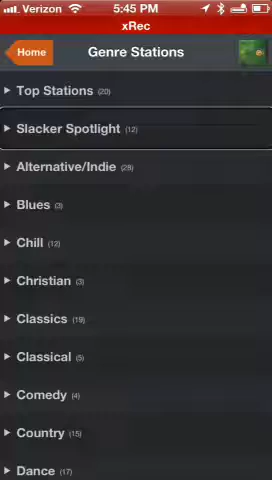 Verizon 5:45 PM
xRec
Home Genre Stations
Top Stations (20)
Slacker Spotlight (12)
Alternative/Indie (28)
Blues (3)
Chill (12)
Christian (3)
Classics (19)
Classical (5)
Comedy (4)
Country (15)
Dance (17)